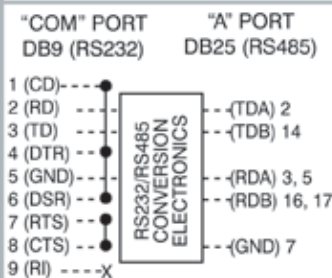 "COM" PORT
DB9 (RS232)
"A" PORT
DB25 (RS485)
1 (CD)
2 (RD)
3 (TD)
4 (DTR)
5 (GND)
6 (DSR)
7 (RTS)
8 (CTS)
9 (RI) X
RS232/RS485
CONVERSION
ELECTRONICS
(TDA) 2
(TDB) 14
(RDA) 3, 5
(RDB) 16, 17
(GND) 7